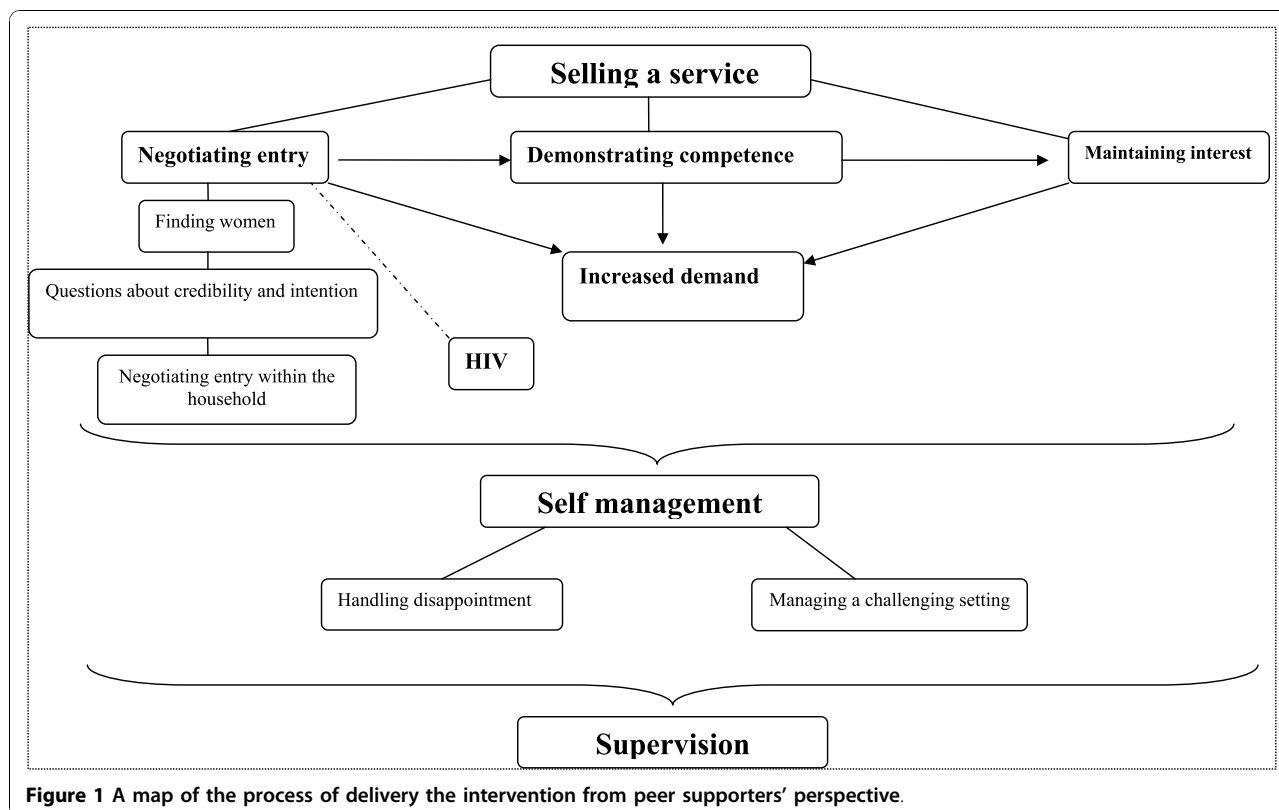 Selling a service
Negotiating entry
Demonstrating competence
Maintaining interest
Finding women
Increased demand
Questions about credibility and intention
HIV
Negotiating entry within the
household
Self management
Handling disappointment
Managing a challenging setting
Supervision
Figure 1 A map of the process of delivery the intervention from peer supporters' perspective.